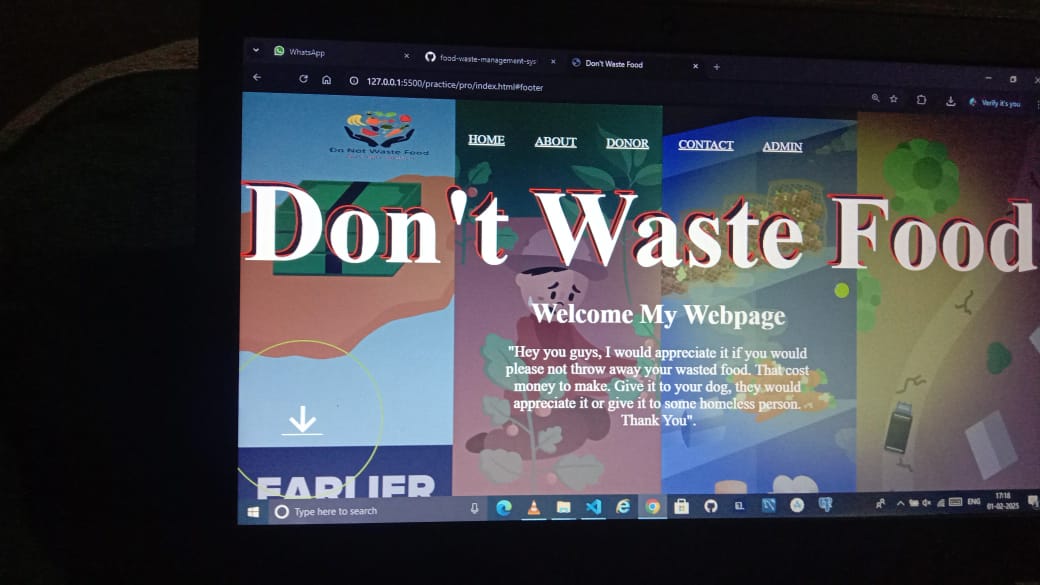 WhatsApp
food-waste-management-sys
Don't Waste Food
127.0.0.1:5500/practice/pro/index.html#footer
Verify it's you
Do Not Waste Food
HOME ABOUT DONOR CONTACT ADMIN
Don't Waste Food
Welcome My Webpage
"Hey you guys, I would appreciate it if you would
please not throw away your wasted food. That cost
money to make. Give it to your dog, they would
appreciate it or give it to some homeless person.
Thank You".
EARLIER
Type here to search
ENG
17:18
01-02-2025